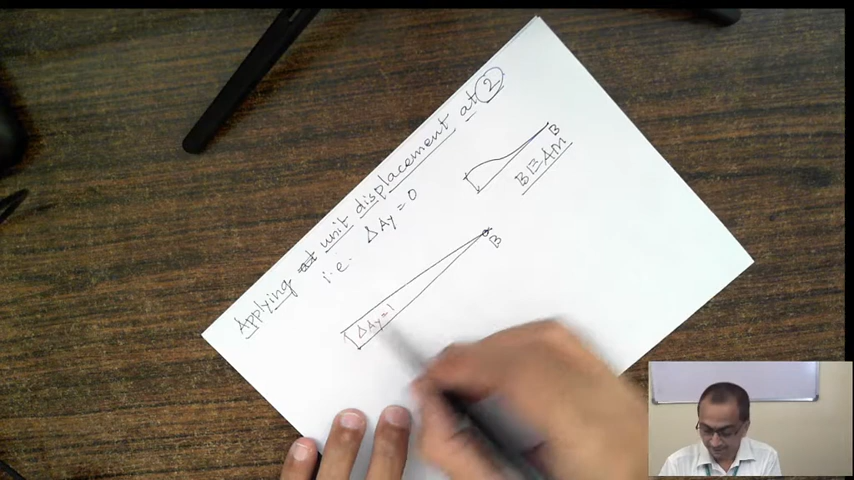 Applying at unit displacement at 2
i.e. ΔAy = 0
B
BEAM
B
ΔAy=1